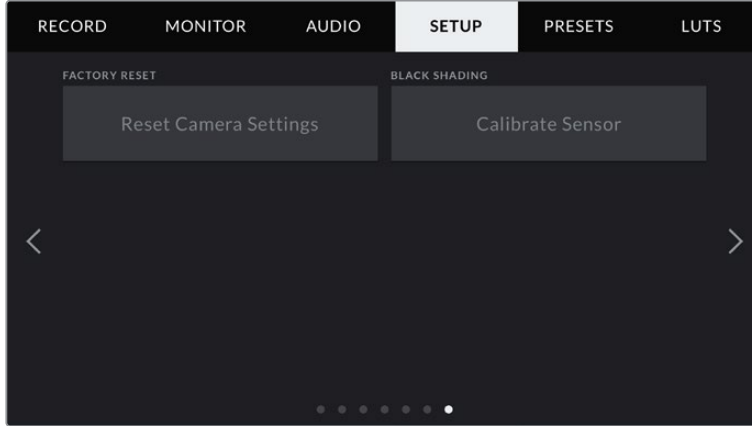 RECORD MONITOR AUDIO SETUP PRESETS LUTS
FACTORY RESET BLACK SHADING
Reset Camera Settings Calibrate Sensor